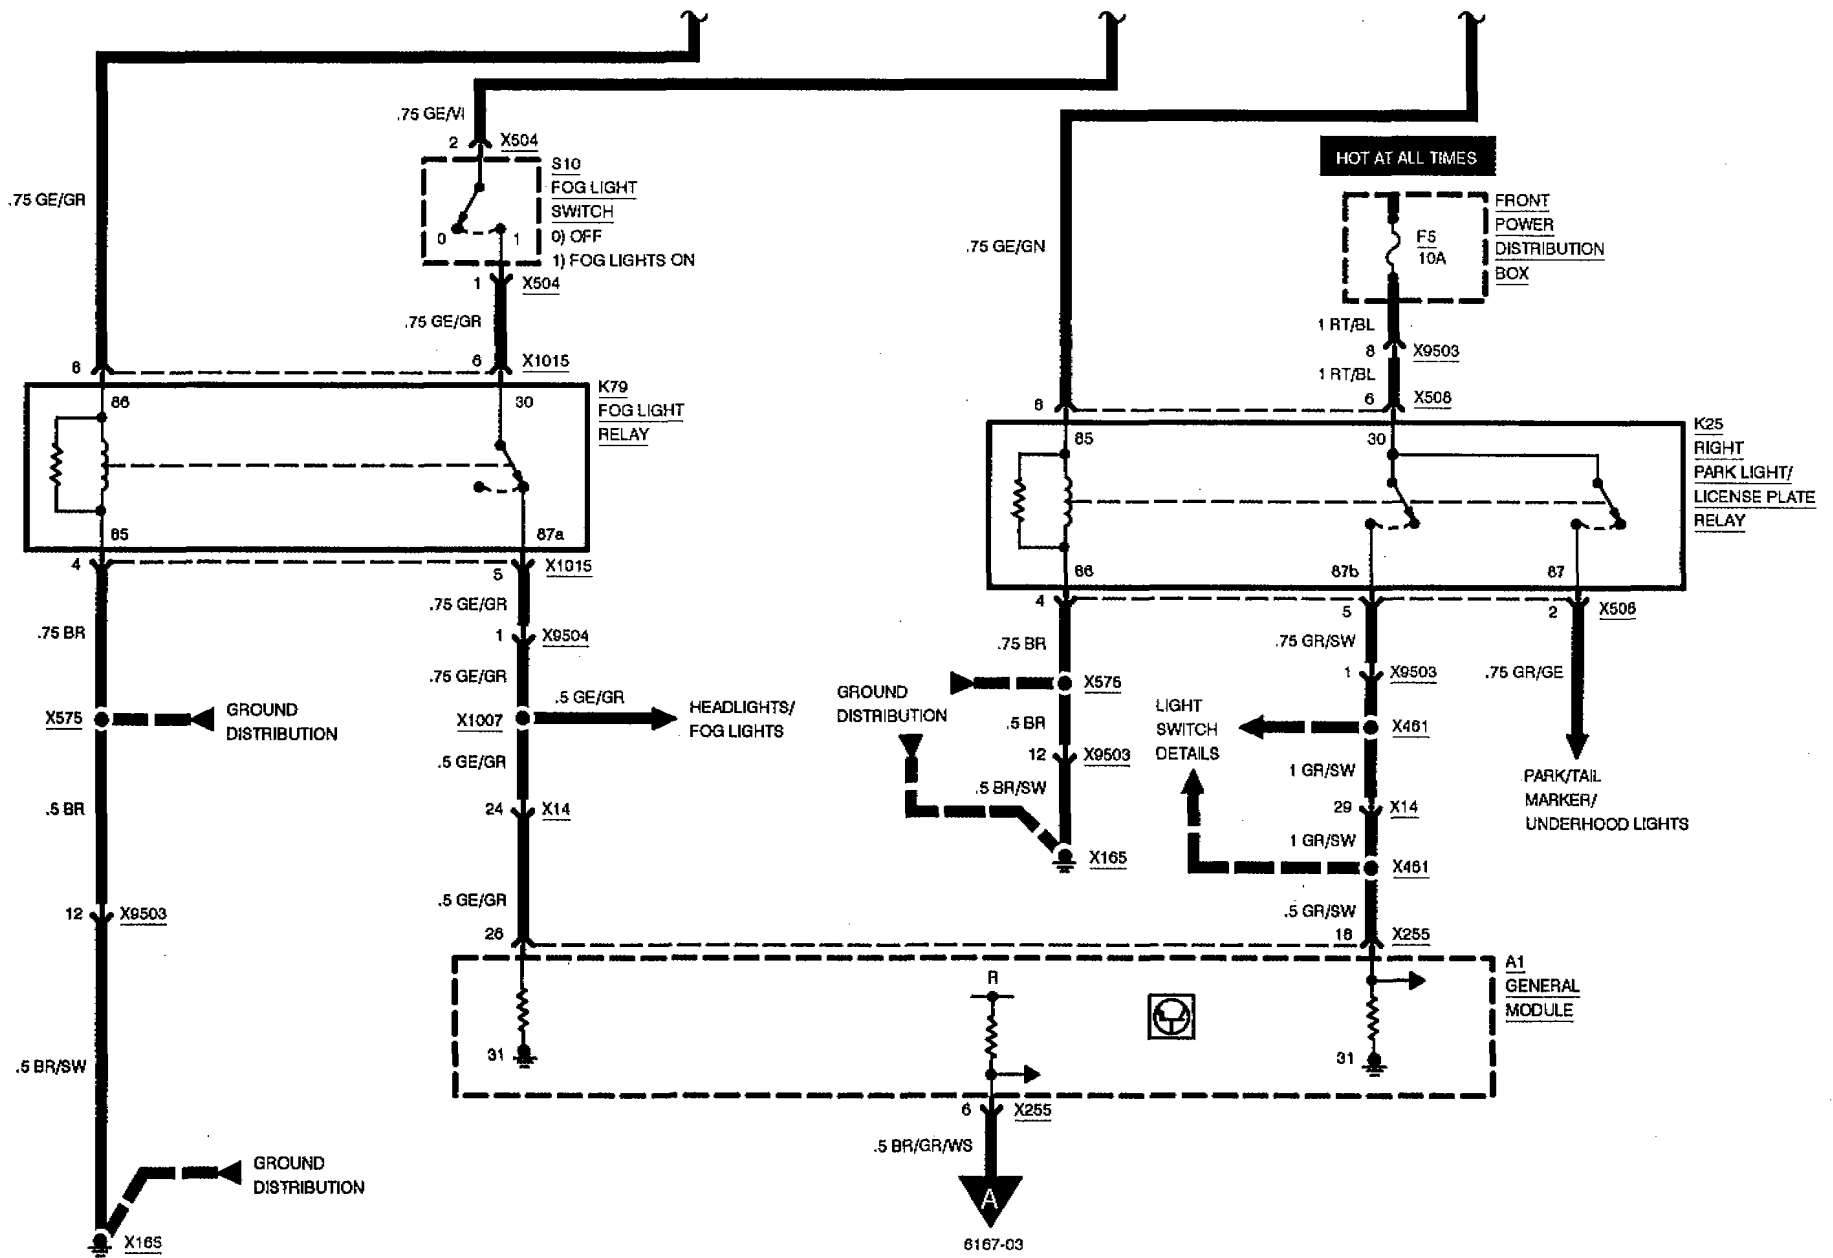 .75 GE/VI
2 X504
S10
FOG LIGHT
SWITCH
0) OFF
1) FOG LIGHTS ON
0
1
1 X504
.75 GE/GR
.75 GE/GR
6
6 X1015
K79
FOG LIGHT
RELAY
86
30
85
87a
4
5 X1015
.75 BR
.75 GE/GR
1 X9504
.75 GE/GR
X575
GROUND
DISTRIBUTION
X1007
.5 GE/GR
HEADLIGHTS/
FOG LIGHTS
.5 BR
.5 GE/GR
24 X14
.5 GE/GR
26
12 X9503
.5 BR/SW
GROUND
DISTRIBUTION
X165
HOT AT ALL TIMES
FRONT
POWER
DISTRIBUTION
BOX
F5
10A
.75 GE/GN
1 RT/BL
8 X9503
1 RT/BL
6 X508
8
K25
RIGHT
PARK LIGHT/
LICENSE PLATE
RELAY
85
30
86
87b
87
4
5
2 X508
.75 BR
.75 GR/SW
.75 GR/GE
X576
1 X9503
GROUND
DISTRIBUTION
LIGHT
SWITCH
DETAILS
X461
.5 BR
12 X9503
1 GR/SW
.5 BR/SW
29 X14
1 GR/SW
X165
X461
PARK/TAIL
MARKER/
UNDERHOOD LIGHTS
.5 GR/SW
18 X255
A1
GENERAL
MODULE
R
31
31
6 X255
.5 BR/GR/WS
A
6167-03